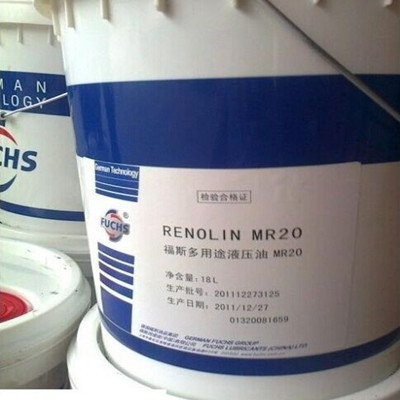 MAN
OLOGY
CHS
German Technology
FUCHS
检验合格证
RENOLIN MR20
福斯多用途液压油 MR20
净含量: 18L
生产批号: 201112273125
生产日期: 2011/12/27
01320081659
GERMAN FUCHS GROUP
FUCHS LUBRICANTS (CHINA) LTD.